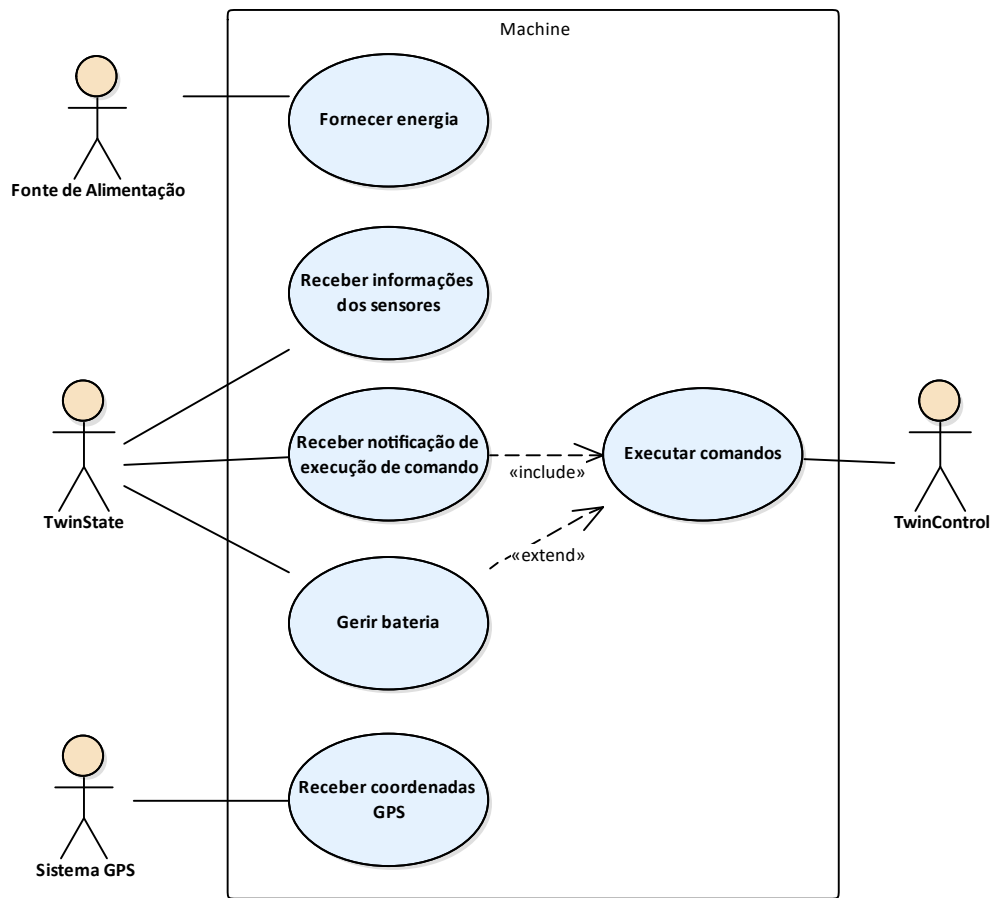 Machine
Fornecer energia
Fonte de Alimentação
Receber informações
dos sensores
Receber notificação de
execução de comando
«include»
Executar comandos
TwinState
TwinControl
«extend»
Gerir bateria
Receber coordenadas
GPS
Sistema GPS